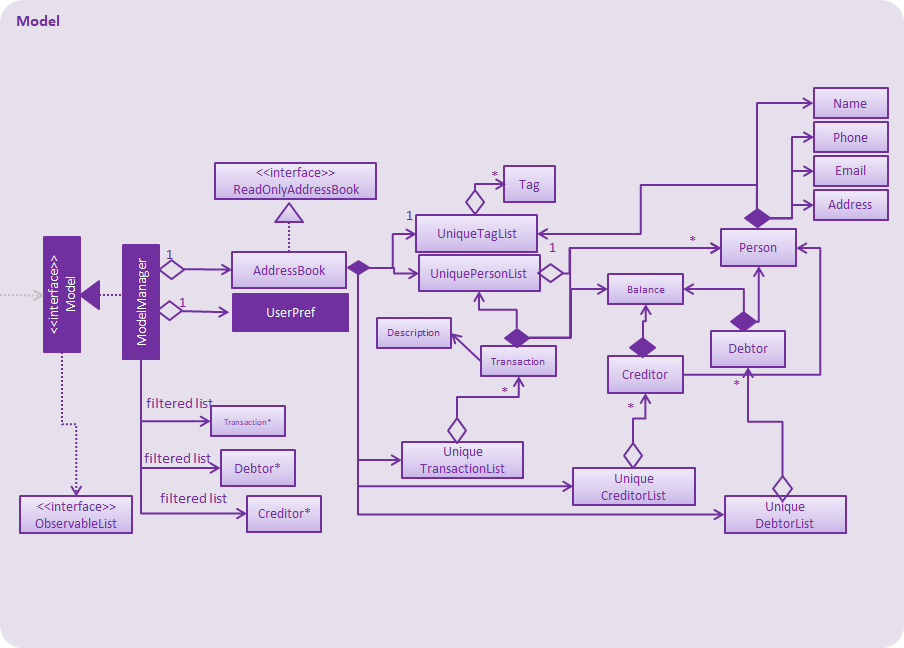 Model
Name
Phone
Email
Address
<<interface>>
ReadOnlyAddressBook
*
Tag
1
UniqueTagList
1
UniquePersonList
*
Person
<<interface>>
Model
ModelManager
1
AddressBook
1
UserPref
Balance
Description
Transaction
Creditor
Debtor
*
*
*
filtered list
Transaction*
filtered list
Debtor*
filtered list
Creditor*
Unique
TransactionList
Unique
CreditorList
Unique
DebtorList
<<interface>>
ObservableList